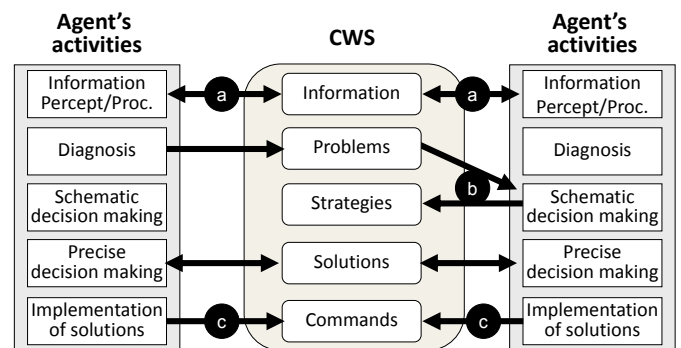 Agent's
activities
CWS
Agent's
activities
Information
Percept/Proc.
a
Information
a
Information
Percept/Proc.
Diagnosis
Problems
Diagnosis
b
Schematic
decision making
Strategies
Schematic
decision making
Precise
decision making
Solutions
Precise
decision making
Implementation
of solutions
c
Commands
c
Implementation
of solutions